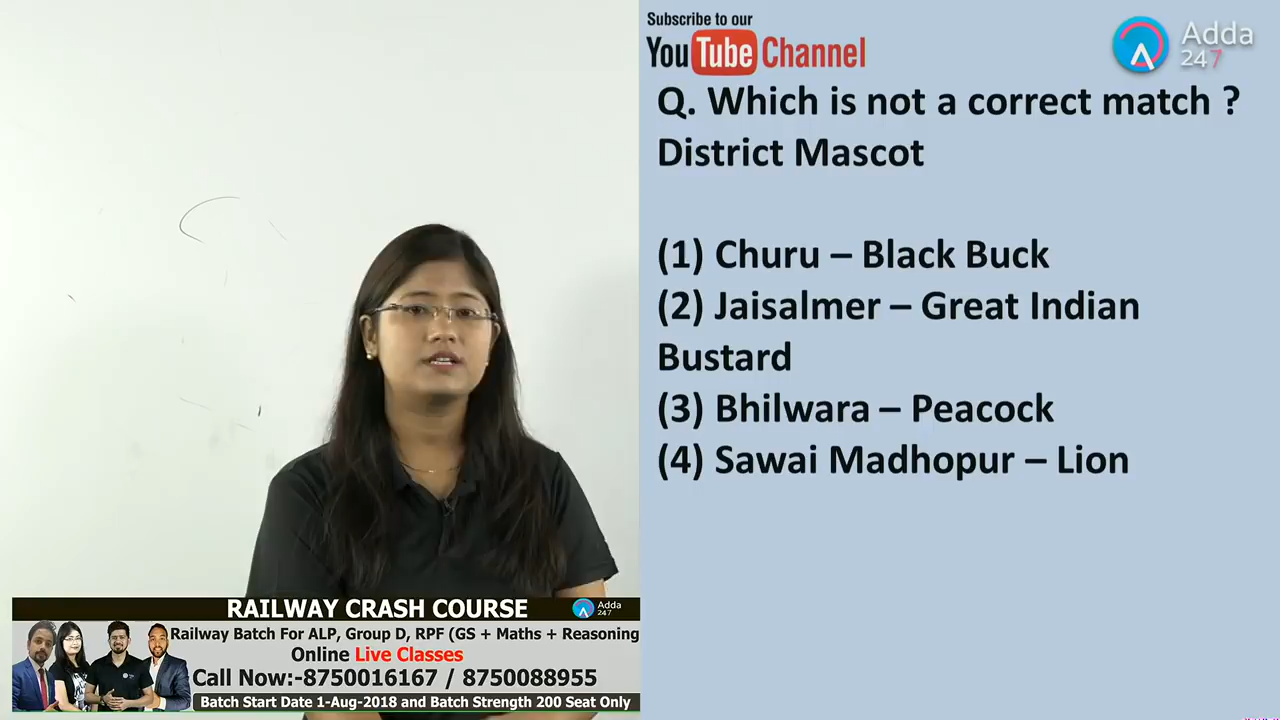 Subscribe to our
YouTube Channel
Adda
247
Q. Which is not a correct match ?
District Mascot
(1) Churu – Black Buck
(2) Jaisalmer – Great Indian
Bustard
(3) Bhilwara – Peacock
(4) Sawai Madhopur – Lion
RAILWAY CRASH COURSE
Adda
247
Railway Batch For ALP, Group D, RPF (GS + Maths + Reasoning
Online Live Classes
Call Now:-8750016167 / 8750088955
Batch Start Date 1-Aug-2018 and Batch Strength 200 Seat Only